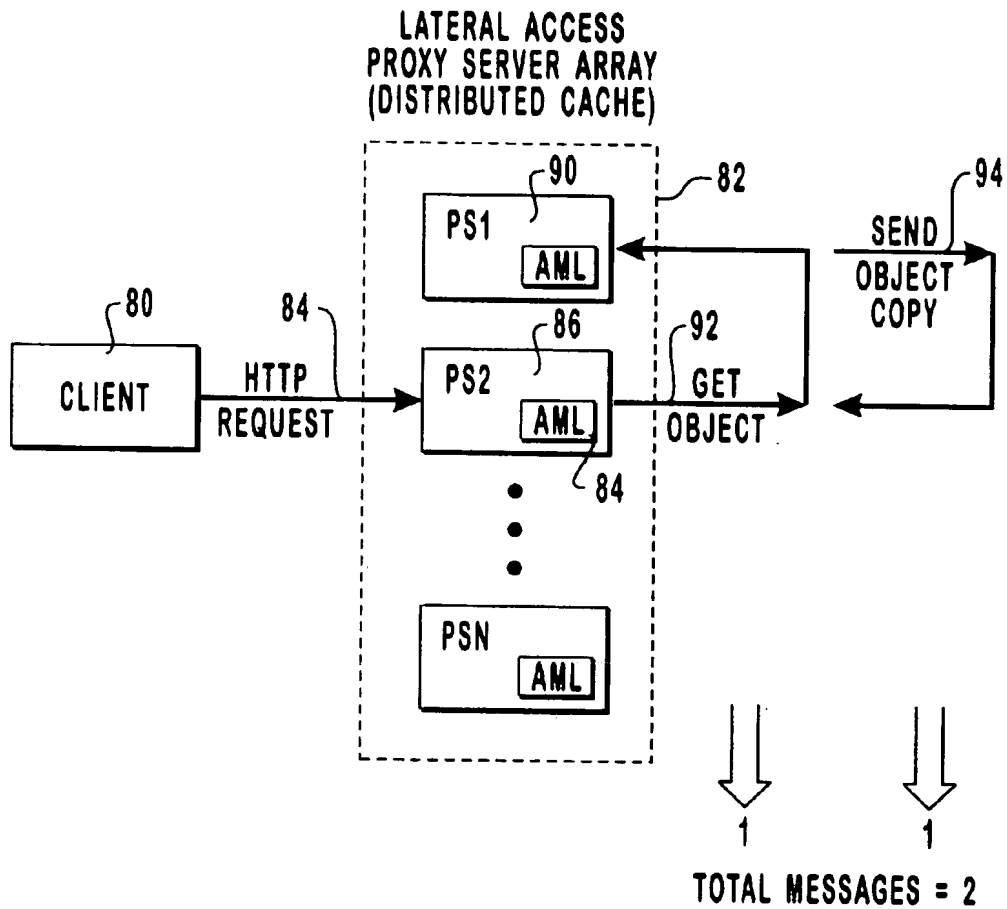 LATERAL ACCESS
PROXY SERVER ARRAY
(DISTRIBUTED CACHE)
90
82
94
PS1
AML
SEND
OBJECT
COPY
80
84
86
92
CLIENT
HTTP
REQUEST
PS2
AML
GET
OBJECT
84
PSN
AML
1
1
TOTAL MESSAGES = 2